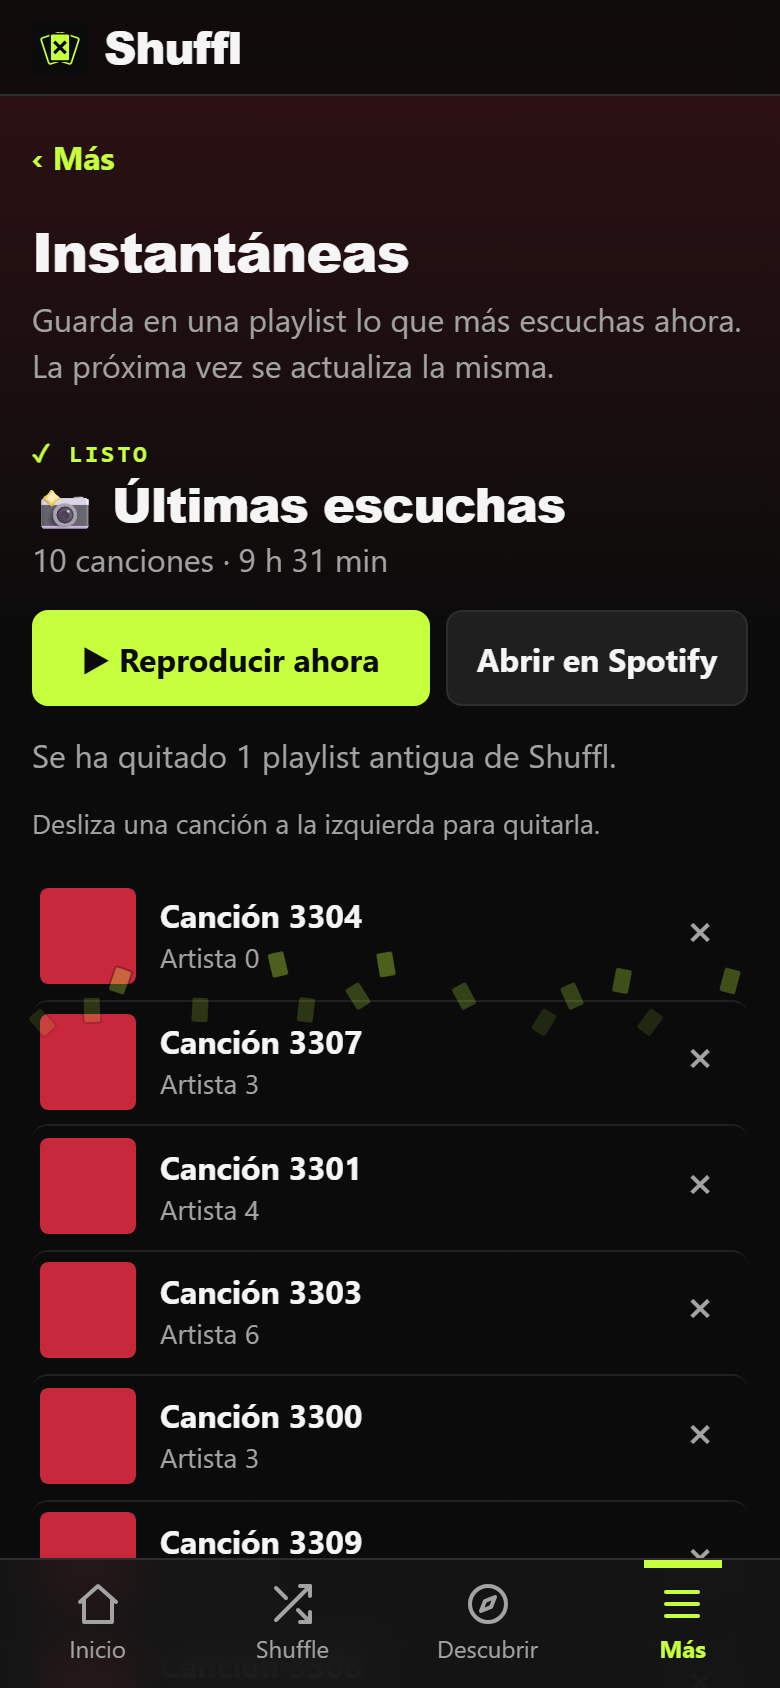 Shuffl
‹ Más
Instantáneas
Guarda en una playlist lo que más escuchas ahora.
La próxima vez se actualiza la misma.
✓ LISTO
📸 Últimas escuchas
10 canciones · 9 h 31 min
▶ Reproducir ahora
Abrir en Spotify
Se ha quitado 1 playlist antigua de Shuffl.
Desliza una canción a la izquierda para quitarla.
Canción 3304
Artista 0
✕
Canción 3307
Artista 3
✕
Canción 3301
Artista 4
✕
Canción 3303
Artista 6
✕
Canción 3300
Artista 3
✕
Canción 3309
✕
Canción 3308
Inicio
Shuffle
Descubrir
Más